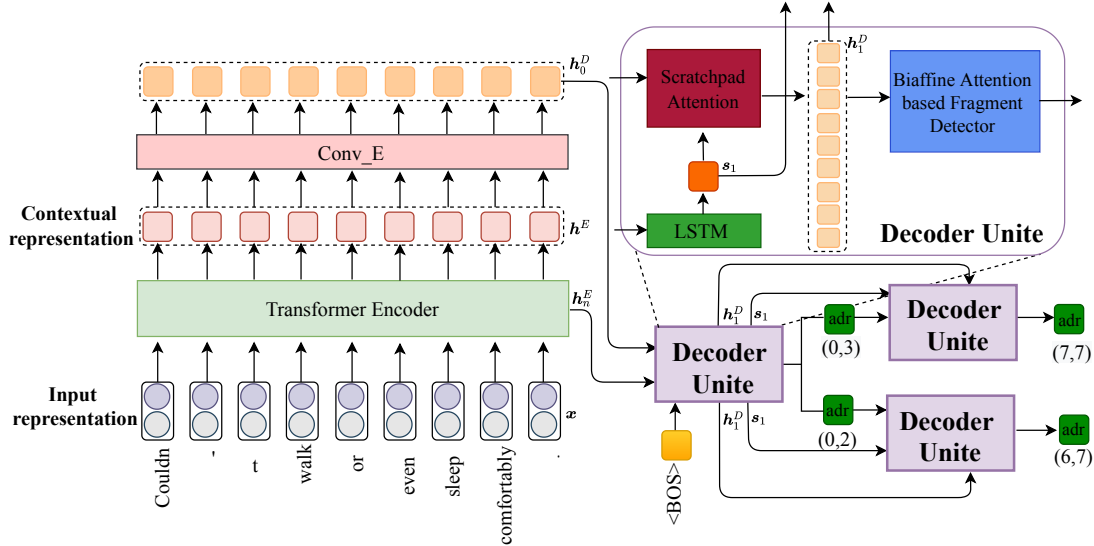 h_0^D
Conv_E
Contextual
representation
h^E
Transformer Encoder
h_n^E
Input
representation
x
Couldn
'
t
walk
or
even
sleep
comfortably
.
Scratchpad
Attention
s_1
LSTM
h_1^D
Biaffine Attention
based Fragment
Detector
Decoder Unite
Decoder
Unite
<BOS>
h_1^D
s_1
h_1^D
s_1
adr
(0,3)
adr
(0,2)
Decoder
Unite
adr
(7,7)
Decoder
Unite
adr
(6,7)